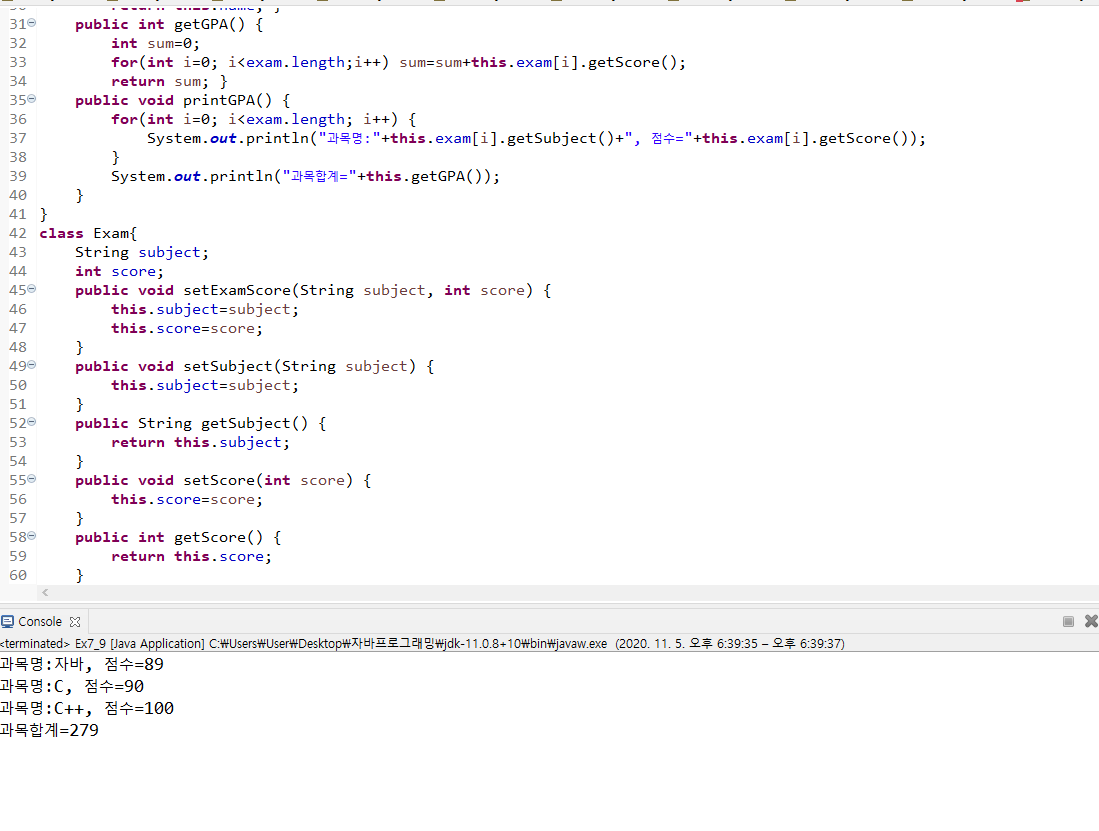 31 public int getGPA() {
32 int sum=0;
33 for(int i=0; i<exam.length;i++) sum=sum+this.exam[i].getScore();
34 return sum; }
35 public void printGPA() {
36 for(int i=0; i<exam.length; i++) {
37 System.out.println("과목명:"+this.exam[i].getSubject()+", 점수="+this.exam[i].getScore());
38 }
39 System.out.println("과목합계="+this.getGPA());
40 }
41 }
42 class Exam{
43 String subject;
44 int score;
45 public void setExamScore(String subject, int score) {
46 this.subject=subject;
47 this.score=score;
48 }
49 public void setSubject(String subject) {
50 this.subject=subject;
51 }
52 public String getSubject() {
53 return this.subject;
54 }
55 public void setScore(int score) {
56 this.score=score;
57 }
58 public int getScore() {
59 return this.score;
60 }
Console
<terminated> Ex7_9 [Java Application] C:₩Users₩User₩Desktop₩자바프로그래밍₩jdk-11.0.8+10₩bin₩javaw.exe (2020. 11. 5. 오후 6:39:35 – 오후 6:39:37)
과목명:자바, 점수=89
과목명:C, 점수=90
과목명:C++, 점수=100
과목합계=279